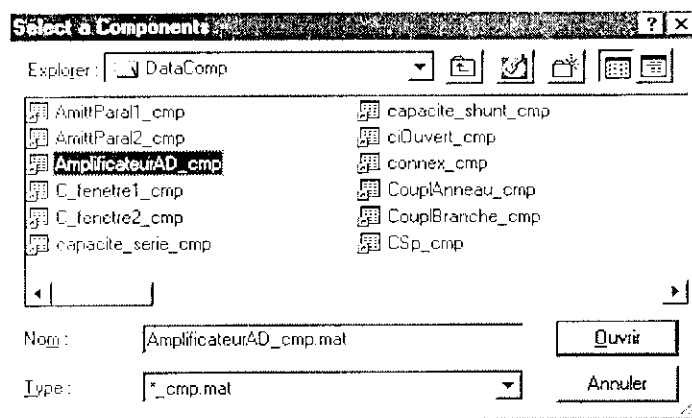 Select a Components
Explorer : DataComp
AmittParal1_cmp
AmittParal2_cmp
AmplificateurAD_cmp
C_fenetre1_cmp
C_fenetre2_cmp
capacite_serie_cmp
capacite_shunt_cmp
ciOuvert_cmp
connex_cmp
CouplAnneau_cmp
CouplBranche_cmp
CSp_cmp
Nom : AmplificateurAD_cmp.mat
Ouvrir
Type : *_cmp.mat
Annuler